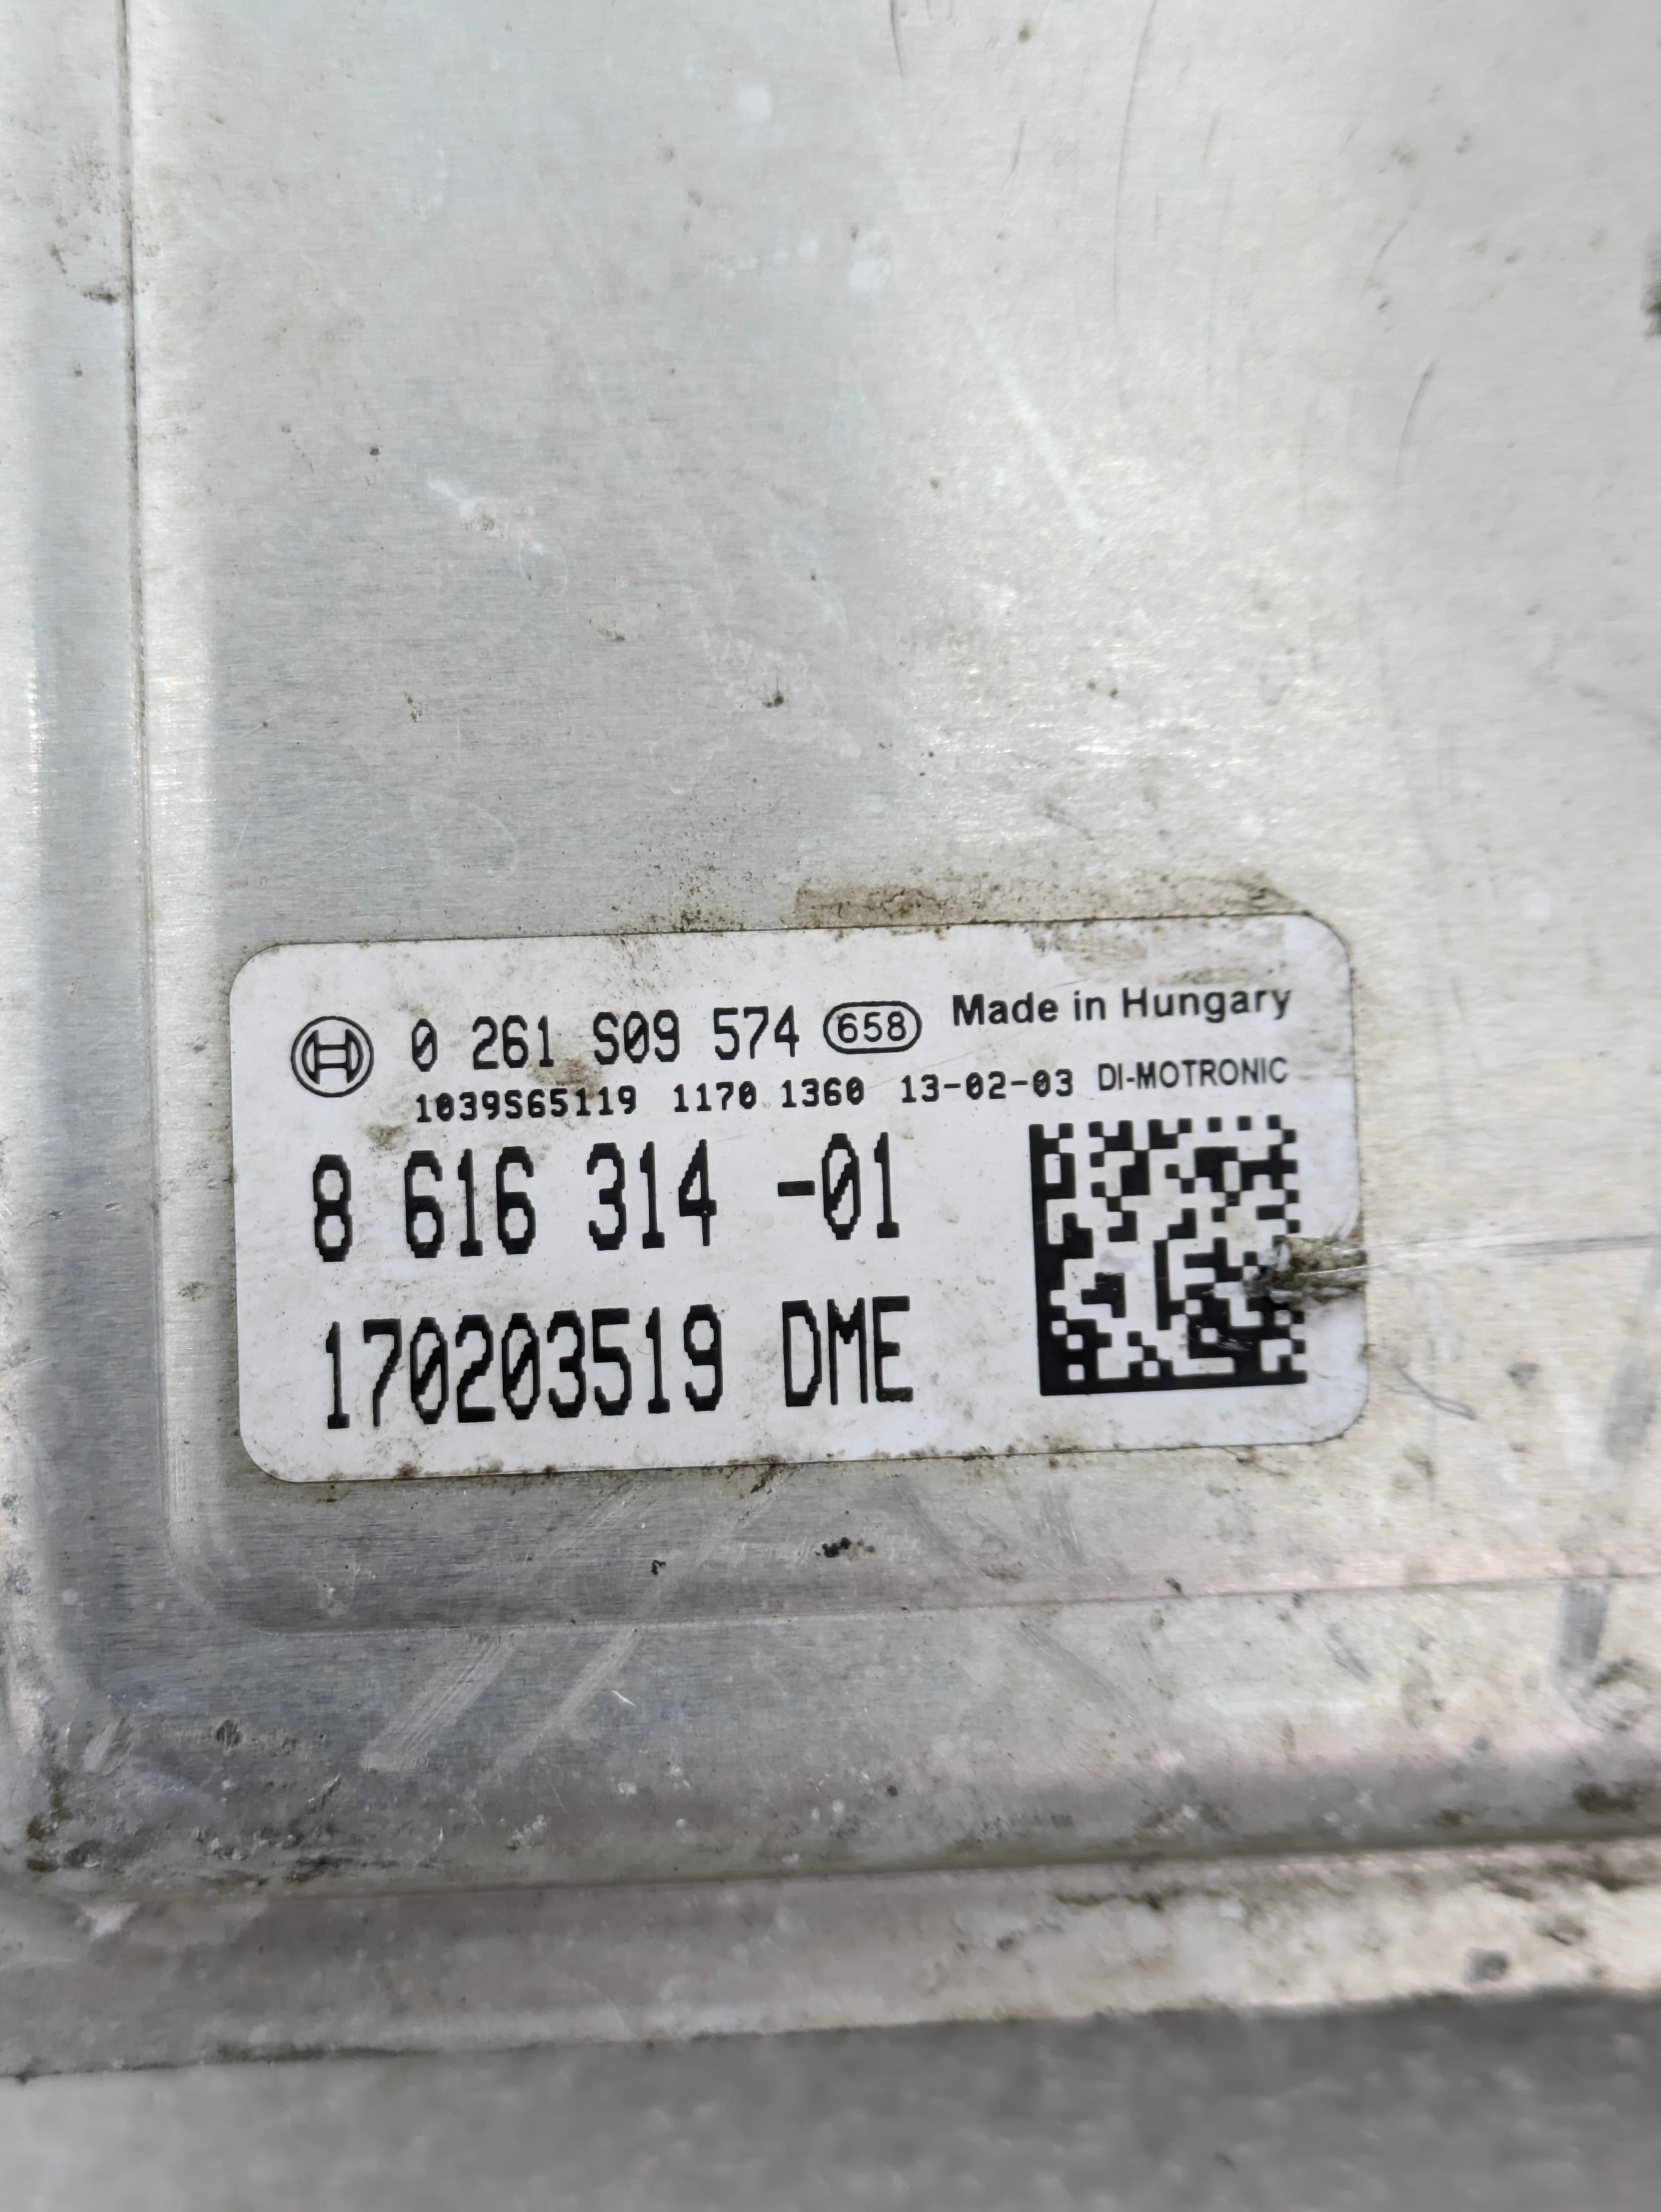 0 261 S09 574 658 Made in Hungary
1039S65119 1170 1360 13-02-03 DI-MOTRONIC
8 616 314 -01
170203519 DME